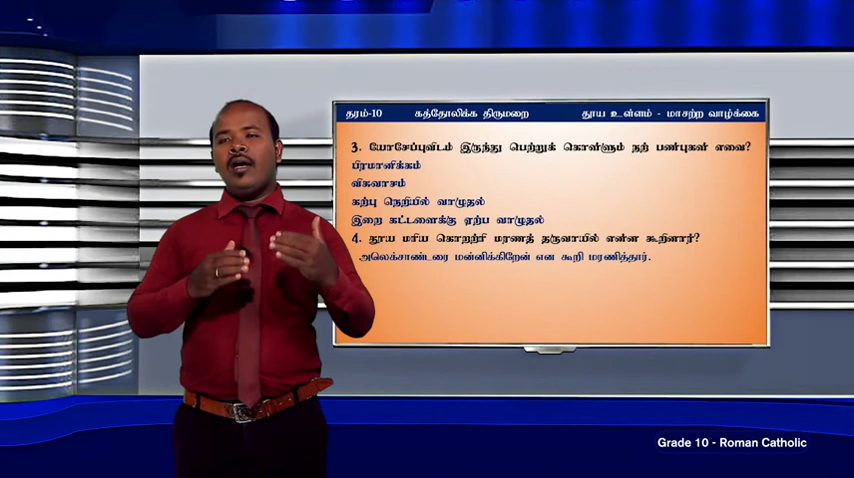 தரம்-10 கத்தோலிக்க திருமறை தூய உள்ளம் - மாசற்ற வாழ்க்கை
3. யோசேப்புவிடம் இருந்து பெற்றுக் கொள்ளும் நற் பண்புகள் எவை?
பிரமாணிக்கம்
விசுவாசம்
கற்பு நெறியில் வாழுதல்
இறை கட்டளைக்கு ஏற்ப வாழுதல்
4. தூய மரிய கொறற்ரி மரணத் தருவாயில் என்ன கூறினார்?
அலெக்சாண்டரை மன்னிக்கிறேன் என கூறி மரணித்தார்.
Grade 10 - Roman Catholic